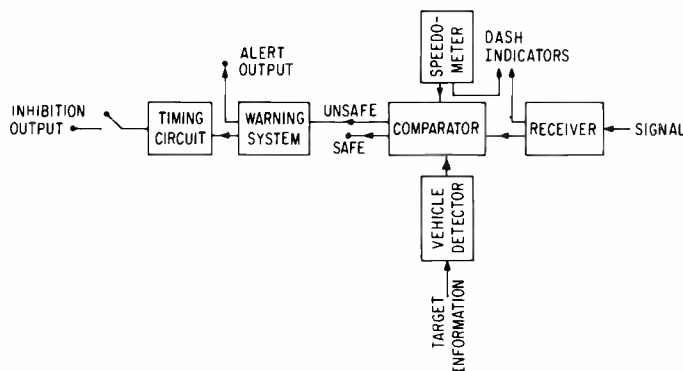 SPEEDO-
METER
DASH
INDICATORS
ALERT
OUTPUT
INHIBITION
OUTPUT
TIMING
CIRCUIT
WARNING
SYSTEM
UNSAFE
SAFE
COMPARATOR
RECEIVER
SIGNAL
VEHICLE
DETECTOR
TARGET
INFORMATION